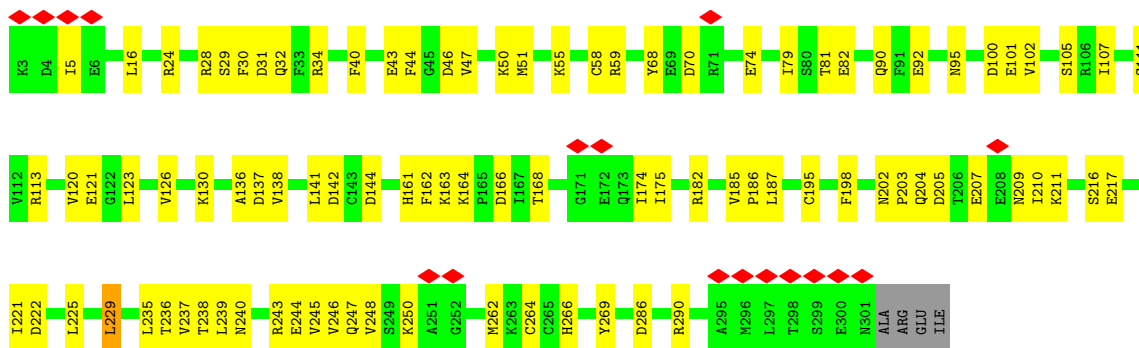 K3 D4 I5 E6 L16 R24 R28 S29 F30 D31 Q32 F33 R34 F40 E43 F44 G45 D46 V47 K50 M51 K55 C58 R59 Y68 E69 D70 R71 E74 I79 S80 T81 E82 Q90 F91 E92 N95 D100 E101 V102 S105 R106 I107
V112 R113 V120 E121 G122 L123 V126 K130 A136 D137 V138 L141 D142 C143 D144 H161 F162 K163 K164 P165 D166 I167 T168 G171 E172 Q173 I174 I175 R182 V185 P186 L187 C195 F198 N202 P203 Q204 D205 T206 E207 E208 N209 I210 K211 S216 E217
I221 D222 L225 L229 L235 T236 V237 T238 L239 N240 R243 E244 V245 V246 Q247 V248 S249 K250 A251 G252 M262 K263 C264 C265 H266 Y269 D286 R290 A295 M296 L297 T298 S299 E300 N301 ALA ARG GLU ILE